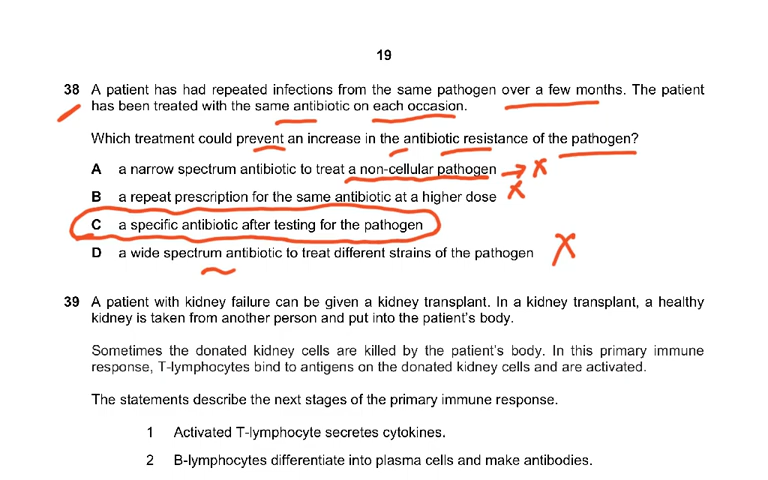 19
38 A patient has had repeated infections from the same pathogen over a few months. The patient
has been treated with the same antibiotic on each occasion.
Which treatment could prevent an increase in the antibiotic resistance of the pathogen?
A a narrow spectrum antibiotic to treat a non-cellular pathogen
B a repeat prescription for the same antibiotic at a higher dose
C a specific antibiotic after testing for the pathogen
D a wide spectrum antibiotic to treat different strains of the pathogen
39 A patient with kidney failure can be given a kidney transplant. In a kidney transplant, a healthy
kidney is taken from another person and put into the patient's body.
Sometimes the donated kidney cells are killed by the patient's body. In this primary immune
response, T-lymphocytes bind to antigens on the donated kidney cells and are activated.
The statements describe the next stages of the primary immune response.
1 Activated T-lymphocyte secretes cytokines.
2 B-lymphocytes differentiate into plasma cells and make antibodies.